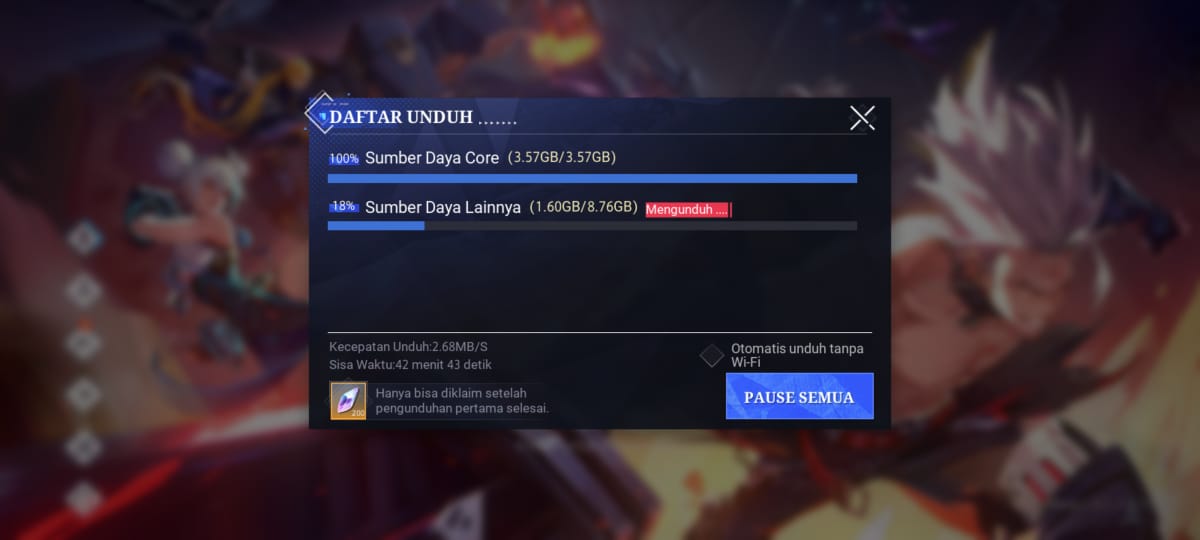 DAFTAR UNDUH .......
100% Sumber Daya Core (3.57GB/3.57GB)
18% Sumber Daya Lainnya (1.60GB/8.76GB) Mengunduh ....
Kecepatan Unduh:2.68MB/S
Sisa Waktu:42 menit 43 detik
Otomatis unduh tanpa
Wi-Fi
200
Hanya bisa diklaim setelah
pengunduhan pertama selesai.
PAUSE SEMUA